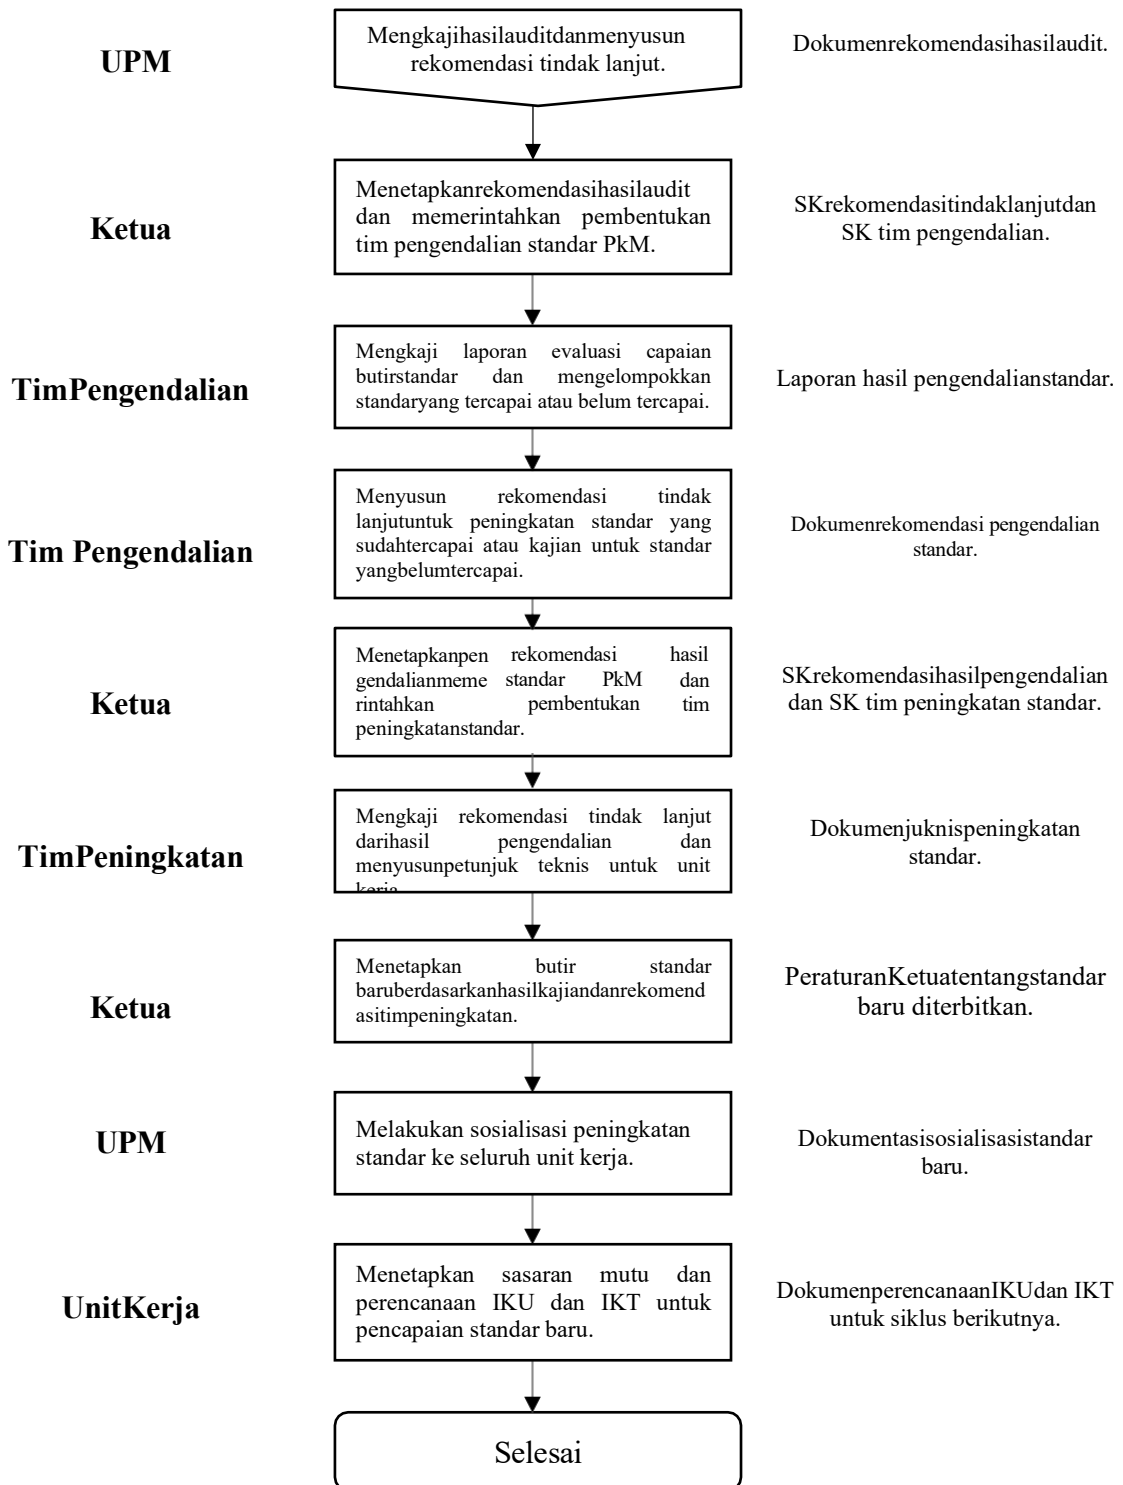 UPM
Mengkajihasilauditdanmenyusun
rekomendasi tindak lanjut.
Dokumenrekomendasihasilaudit.
Ketua
Menetapkanrekomendasihasilaudit
dan memerintahkan pembentukan
tim pengendalian standar PkM.
SKrekomendasitindaklanjutdan
SK tim pengendalian.
TimPengendalian
Mengkaji laporan evaluasi capaian
butirstandar dan mengelompokkan
standaryang tercapai atau belum tercapai.
Laporan hasil pengendalianstandar.
Tim Pengendalian
Menyusun rekomendasi tindak
lanjutuntuk peningkatan standar yang
sudahtercapai atau kajian untuk standar
yangbelumtercapai.
Dokumenrekomendasi pengendalian
standar.
Ketua
Menetapkanpen rekomendasi hasil
gendalianmeme standar PkM dan
rintahkan pembentukan tim
peningkatanstandar.
SKrekomendasihasilpengendalian
dan SK tim peningkatan standar.
TimPeningkatan
Mengkaji rekomendasi tindak lanjut
darihasil pengendalian dan
menyusunpetunjuk teknis untuk unit
kerja
Dokumenjuknispeningkatan
standar.
Ketua
Menetapkan butir standar
baruberdasarkanhasilkajiandanrekomend
asitimpeningkatan.
PeraturanKetuatentangstandar
baru diterbitkan.
UPM
Melakukan sosialisasi peningkatan
standar ke seluruh unit kerja.
Dokumentasisosialisasistandar
baru.
UnitKerja
Menetapkan sasaran mutu dan
perencanaan IKU dan IKT untuk
pencapaian standar baru.
DokumenperencanaanIKUdan IKT
untuk siklus berikutnya.
Selesai